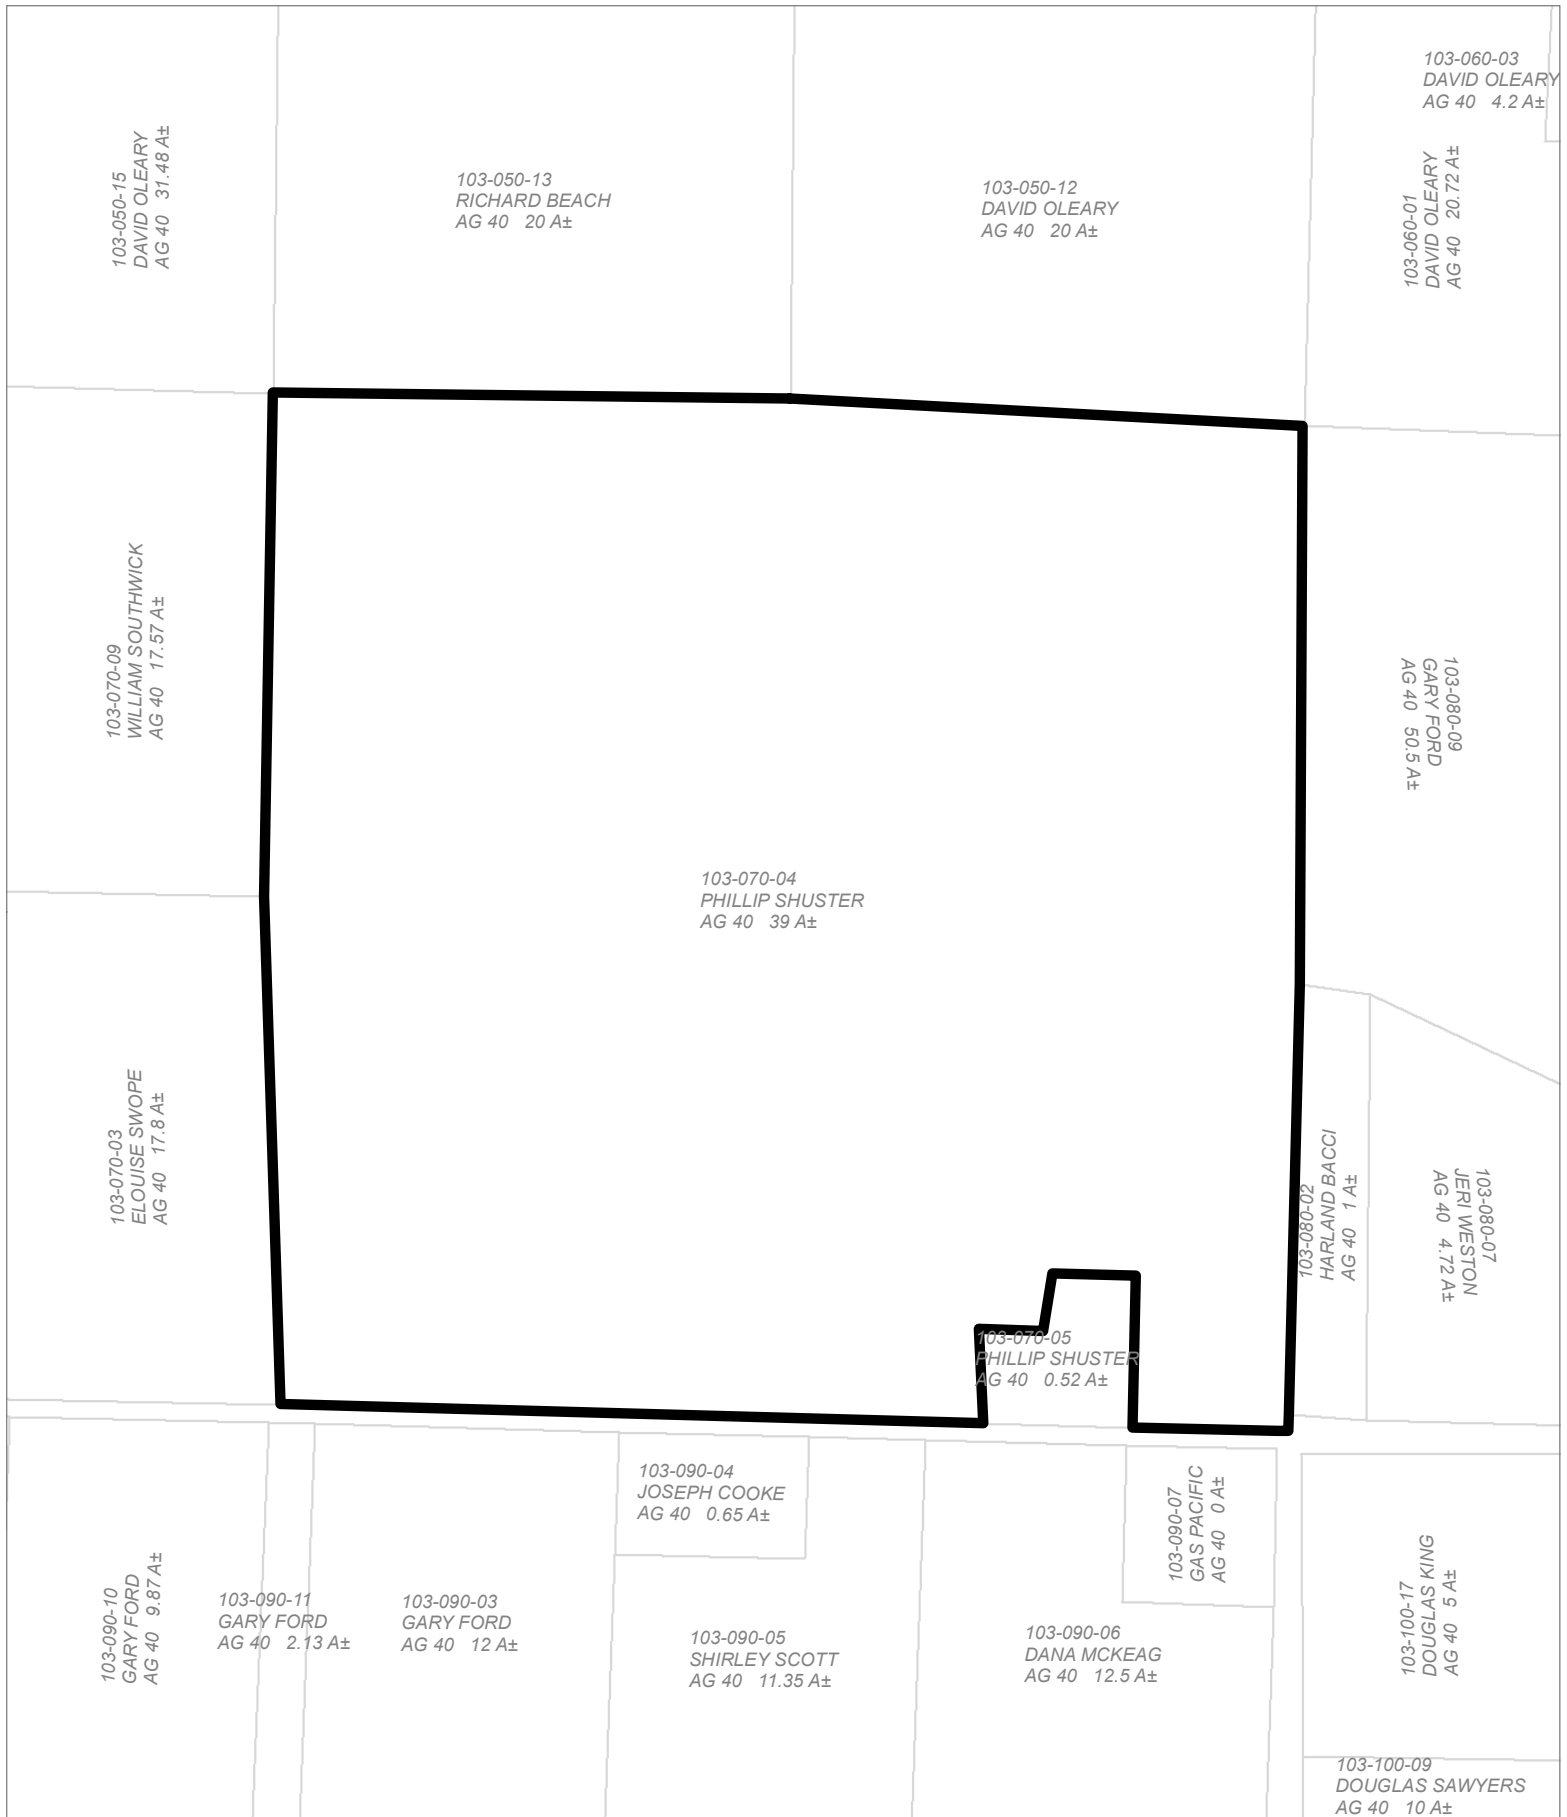 103-060-03
DAVID OLEARY
AG 40 4.2 A±
103-050-15
DAVID OLEARY
AG 40 31.48 A±
103-050-13
RICHARD BEACH
AG 40 20 A±
103-050-12
DAVID OLEARY
AG 40 20 A±
103-060-01
DAVID OLEARY
AG 40 20.72 A±
103-070-09
WILLIAM SOUTHWICK
AG 40 17.57 A±
103-080-09
GARY FORD
AG 40 50.5 A±
103-070-04
PHILLIP SHUSTER
AG 40 39 A±
103-070-03
ELOUISE SWOPE
AG 40 17.8 A±
103-080-02
HARLAND BACCI
AG 40 1 A±
103-080-07
JERI WESTON
AG 40 4.72 A±
103-070-05
PHILLIP SHUSTER
AG 40 0.52 A±
103-090-04
JOSEPH COOKE
AG 40 0.65 A±
103-090-07
GAS PACIFIC
AG 40 0 A±
103-090-10
GARY FORD
AG 40 9.87 A±
103-090-11
GARY FORD
AG 40 2.13 A±
103-090-03
GARY FORD
AG 40 12 A±
103-090-05
SHIRLEY SCOTT
AG 40 11.35 A±
103-090-06
DANA MCKEAG
AG 40 12.5 A±
103-100-17
DOUGLAS KING
AG 40 5 A±
103-100-09
DOUGLAS SAWYERS
AG 40 10 A±